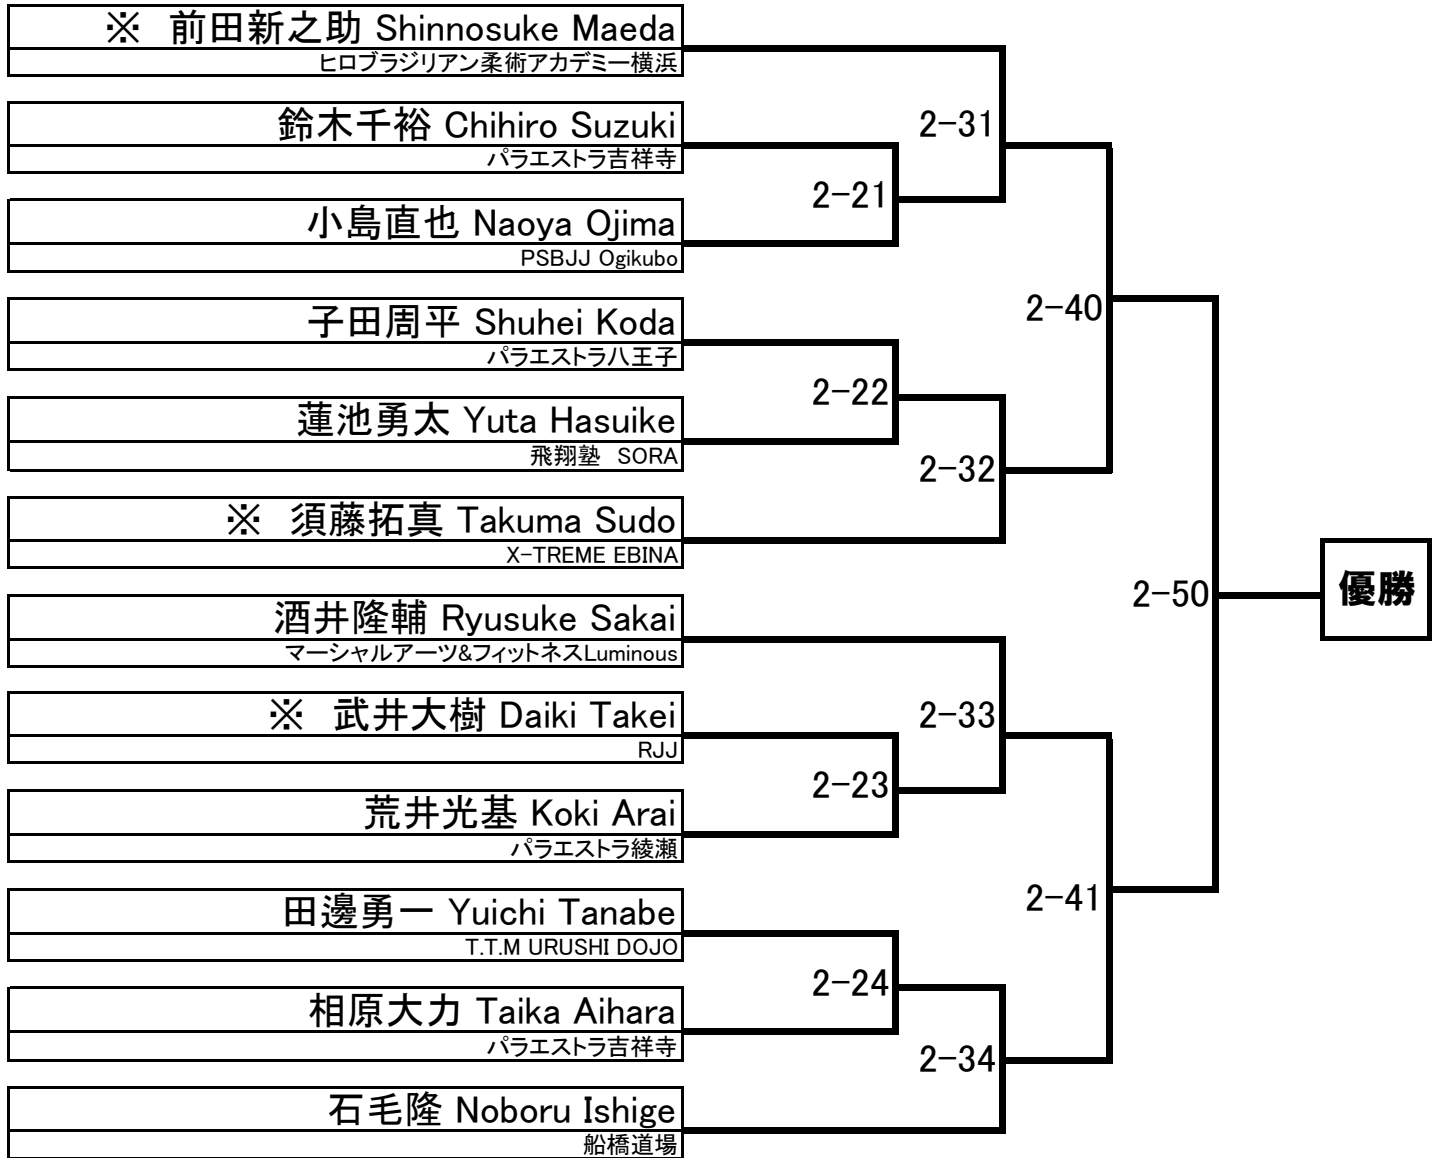 ※ 前田新之助 Shinnosuke Maeda
ヒロブラジリアン柔術アカデミー横浜
鈴木千裕 Chihiro Suzuki
パラエストラ吉祥寺
小島直也 Naoya Ojima
PSBJJ Ogikubo
子田周平 Shuhei Koda
パラエストラ八王子
蓮池勇太 Yuta Hasuike
飛翔塾 SORA
※ 須藤拓真 Takuma Sudo
X-TREME EBINA
酒井隆輔 Ryusuke Sakai
マーシャルアーツ&フィットネスLuminous
※ 武井大樹 Daiki Takei
RJJ
荒井光基 Koki Arai
パラエストラ綾瀬
田邊勇一 Yuichi Tanabe
T.T.M URUSHI DOJO
相原大力 Taika Aihara
パラエストラ吉祥寺
石毛隆 Noboru Ishige
船橋道場
2-21
2-22
2-23
2-24
2-31
2-32
2-33
2-34
2-40
2-41
2-50
優勝